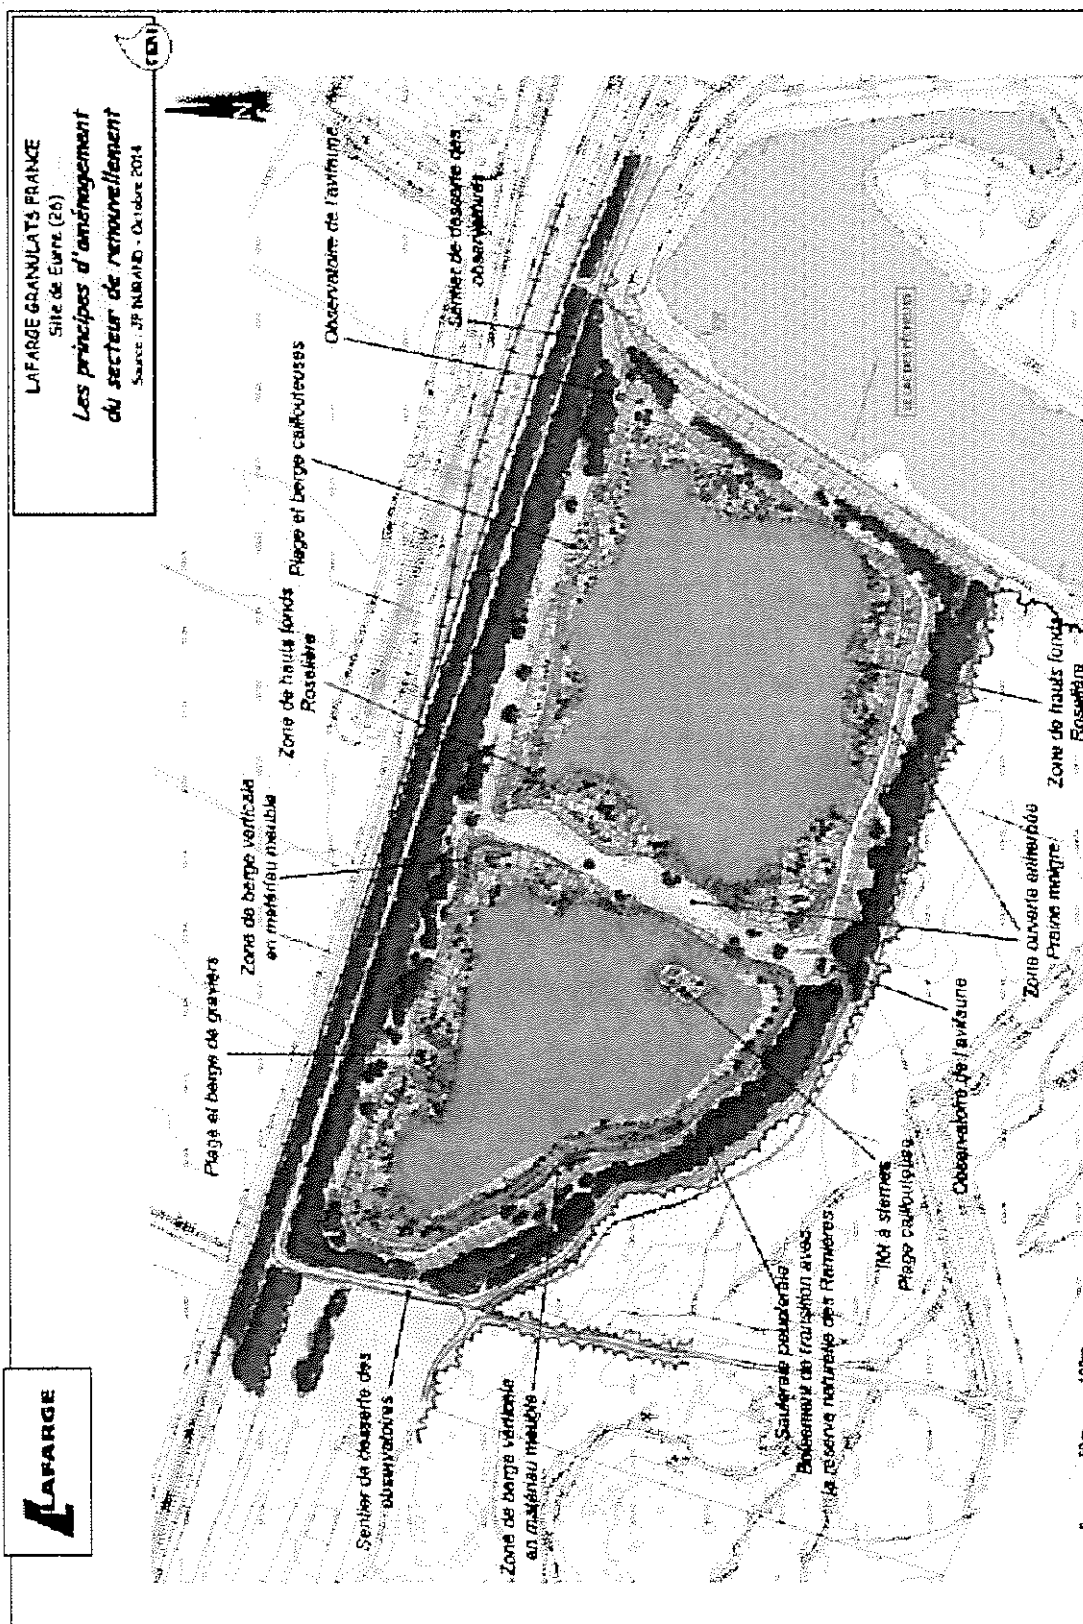 LAFARGE
LAFARGE GRANULATS FRANCE
Site de Eurre (26)
Les principes d'aménagement
du secteur de renouvellement
Source : JP DURAND - Octobre 2014
N
Plage et berge de graviers
Zone de berge verticale
en matériau meuble
Zone de hauts fonds
Roselière
Plage et berge caillouteuses
Observatoire de l'avifaune
Sentier de desserte des
observatoires
Sentier de desserte des
observatoires
Zone de berge verticale
en matériau meuble
Saulerale peupleraie
Boisement de transition avec
la réserve naturelle des Ramières
Ilot à sternes
Plage caillouteuse
Observatoire de l'avifaune
Zone ouverte enherbée
Prairie maigre
Zone de hauts fonds
Roselière